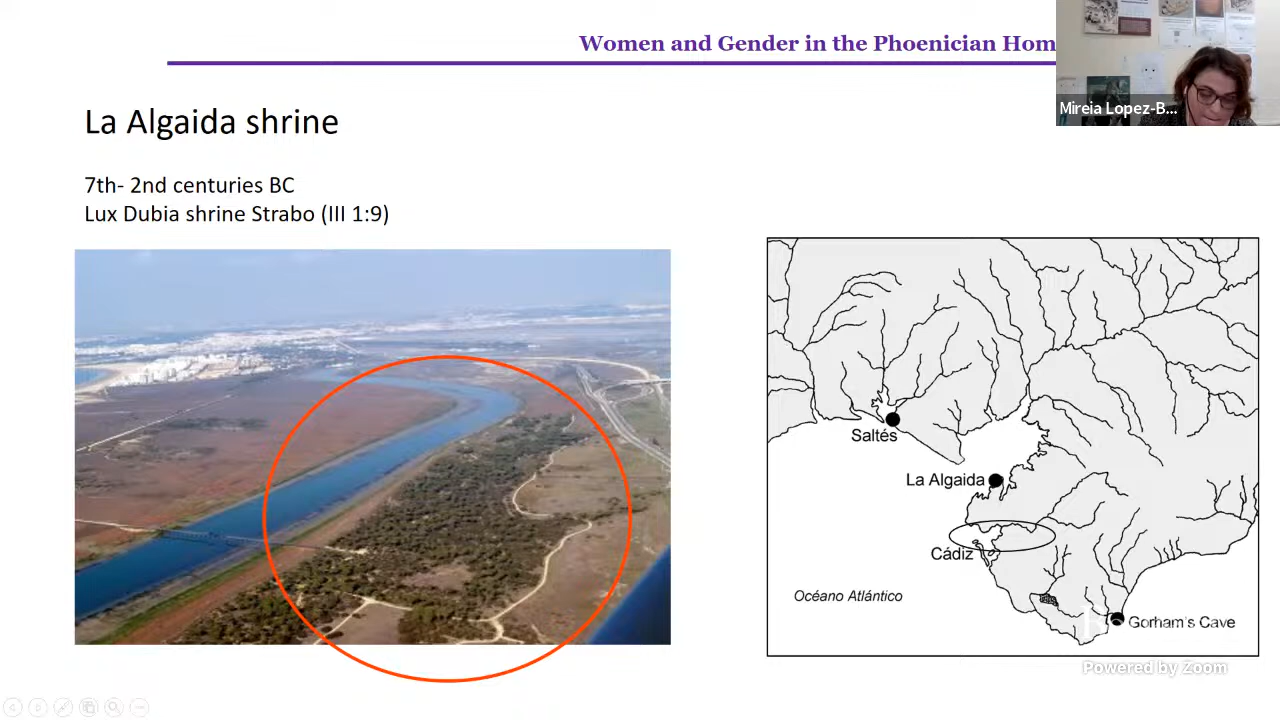 Women and Gender in the Phoenician Hom
Mireia Lopez-B...
La Algaida shrine
7th- 2nd centuries BC
Lux Dubia shrine Strabo (III 1:9)
Saltés
La Algaida
Cádiz
Océano Atlántico
Gorham's Cave
Powered by Zoom